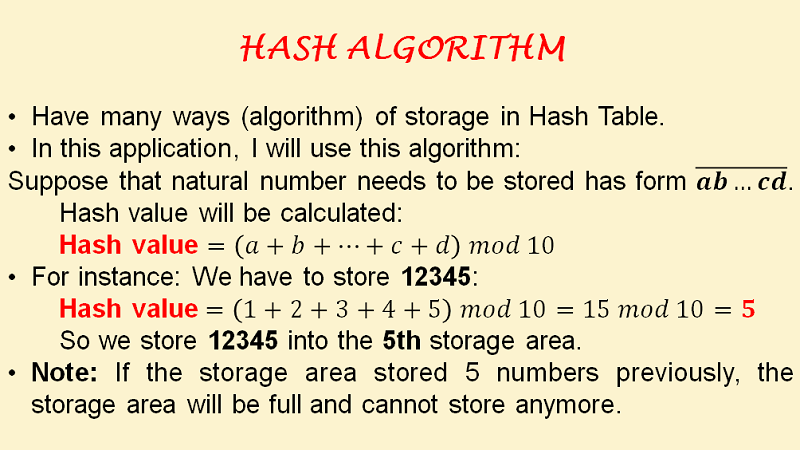 HASH ALGORITHM
• Have many ways (algorithm) of storage in Hash Table.
• In this application, I will use this algorithm:
Suppose that natural number needs to be stored has form \overline{ab … cd}.
Hash value will be calculated:
Hash value = (a + b + ⋯ + c + d) mod 10
• For instance: We have to store 12345:
Hash value = (1 + 2 + 3 + 4 + 5) mod 10 = 15 mod 10 = 5
So we store 12345 into the 5th storage area.
• Note: If the storage area stored 5 numbers previously, the
storage area will be full and cannot store anymore.